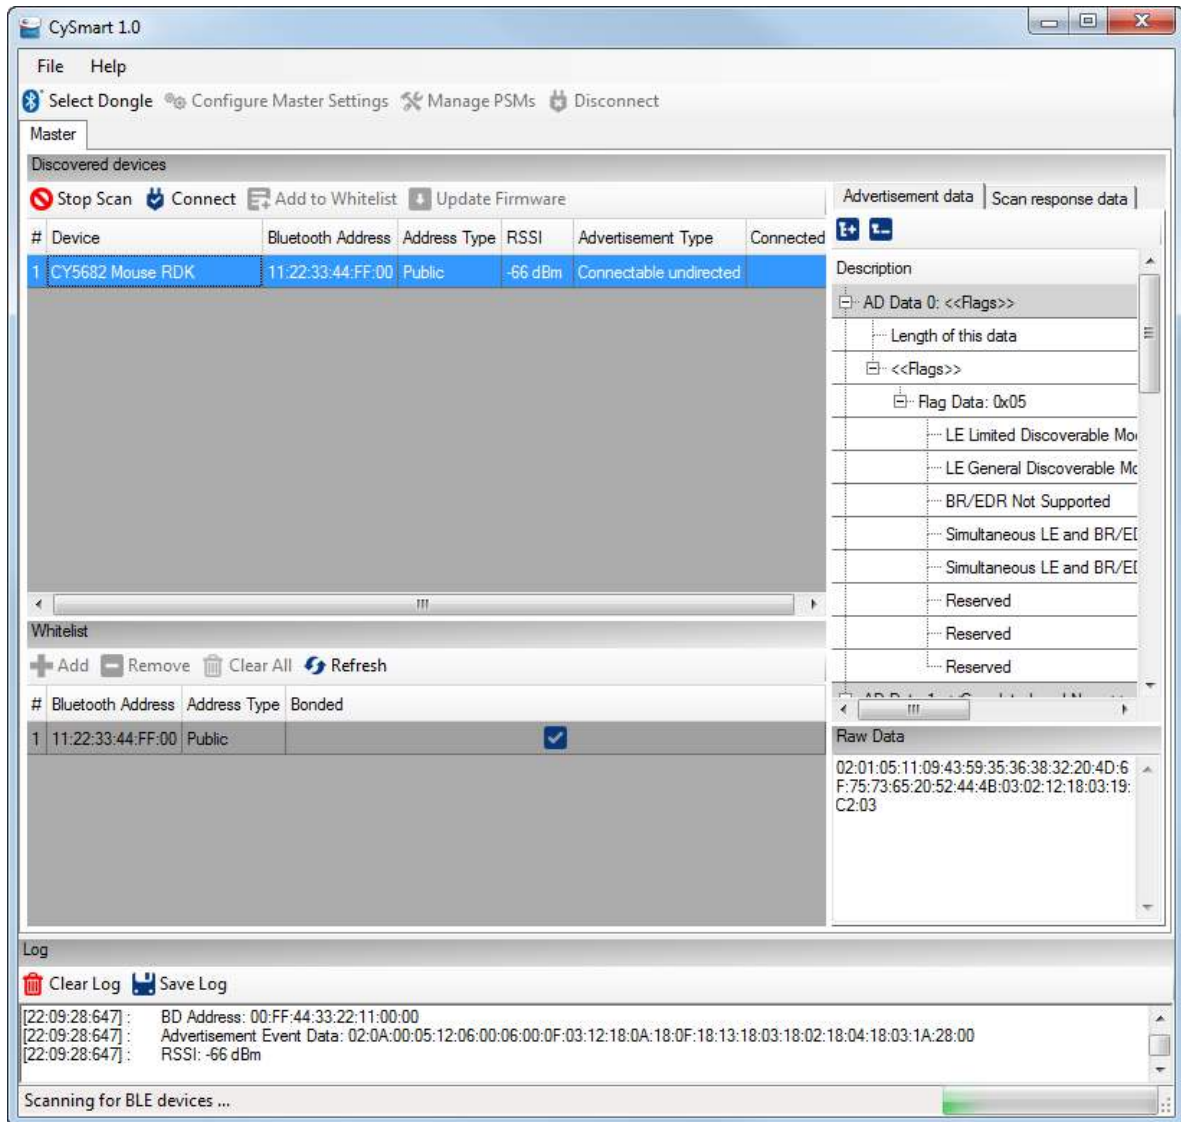 CySmart 1.0
File Help
Select Dongle Configure Master Settings Manage PSMs Disconnect
Master
Discovered devices
Stop Scan Connect Add to Whitelist Update Firmware
# Device Bluetooth Address Address Type RSSI Advertisement Type Connected
1 CY5682 Mouse RDK 11:22:33:44:FF:00 Public -66 dBm Connectable undirected
Whitelist
Add Remove Clear All Refresh
# Bluetooth Address Address Type Bonded
1 11:22:33:44:FF:00 Public
Advertisement data Scan response data
Description
AD Data 0: <<Flags>>
Length of this data
<<Flags>>
Flag Data: 0x05
LE Limited Discoverable Mo
LE General Discoverable Mo
BR/EDR Not Supported
Simultaneous LE and BR/ED
Simultaneous LE and BR/ED
Reserved
Reserved
Reserved
Raw Data
02:01:05:11:09:43:59:35:36:38:32:20:4D:6
F:75:73:65:20:52:44:4B:03:02:12:18:03:19:
C2:03
Log
Clear Log Save Log
[22:09:28:647] : BD Address: 00:FF:44:33:22:11:00:00
[22:09:28:647] : Advertisement Event Data: 02:0A:00:05:12:06:00:06:00:0F:03:12:18:0A:18:0F:18:13:18:03:18:02:18:04:18:03:1A:28:00
[22:09:28:647] : RSSI: -66 dBm
Scanning for BLE devices ...